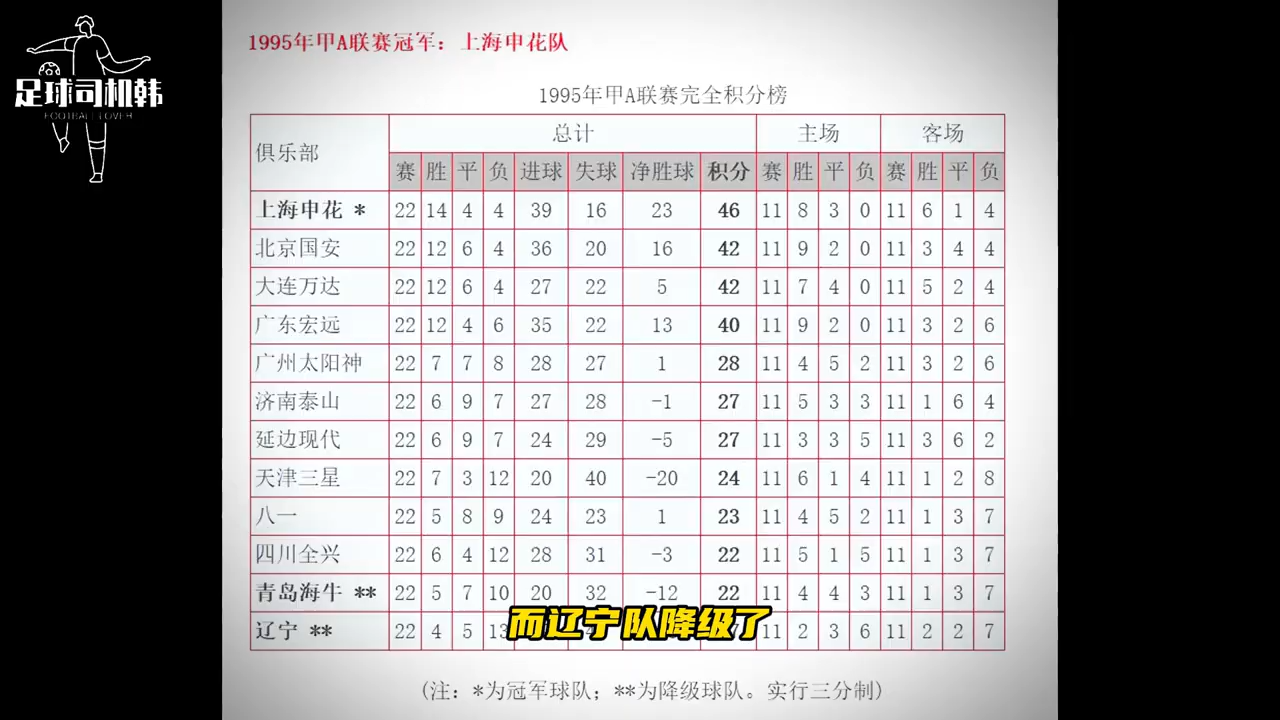 1995年甲A联赛冠军：上海申花队
足球司机韩
FOOTBALL LOVER
1995年甲A联赛完全积分榜
俱乐部 总计 主场 客场
赛 胜 平 负 进球 失球 净胜球 积分 赛 胜 平 负 赛 胜 平 负
上海申花 * 22 14 4 4 39 16 23 46 11 8 3 0 11 6 1 4
北京国安 22 12 6 4 36 20 16 42 11 9 2 0 11 3 4 4
大连万达 22 12 6 4 27 22 5 42 11 7 4 0 11 5 2 4
广东宏远 22 12 4 6 35 22 13 40 11 9 2 0 11 3 2 6
广州太阳神 22 7 7 8 28 27 1 28 11 4 5 2 11 3 2 6
济南泰山 22 6 9 7 27 28 -1 27 11 5 3 3 11 1 6 4
延边现代 22 6 9 7 24 29 -5 27 11 3 3 5 11 3 6 2
天津三星 22 7 3 12 20 40 -20 24 11 6 1 4 11 1 2 8
八一 22 5 8 9 24 23 1 23 11 4 5 2 11 1 3 7
四川全兴 22 6 4 12 28 31 -3 22 11 5 1 5 11 1 3 7
青岛海牛 ** 22 5 7 10 20 32 -12 22 11 4 4 3 11 1 3 7
辽宁 ** 22 4 5 11 2 3 6 11 2 2 7
而辽宁队降级了
(注：*为冠军球队；**为降级球队。实行三分制)